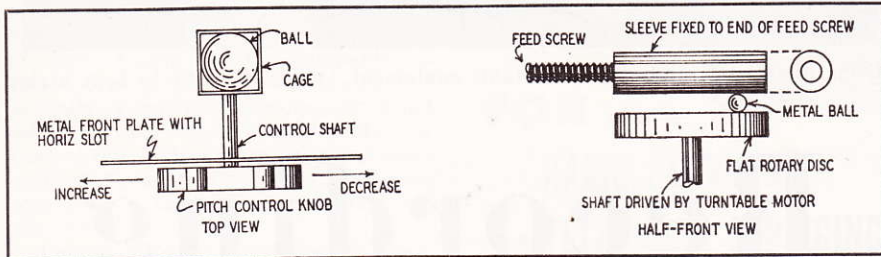 BALL
CAGE
METAL FRONT PLATE WITH
HORIZ SLOT
CONTROL SHAFT
INCREASE
DECREASE
PITCH CONTROL KNOB
TOP VIEW
SLEEVE FIXED TO END OF FEED SCREW
FEED SCREW
METAL BALL
FLAT ROTARY DISC
SHAFT DRIVEN BY TURNTABLE MOTOR
HALF-FRONT VIEW